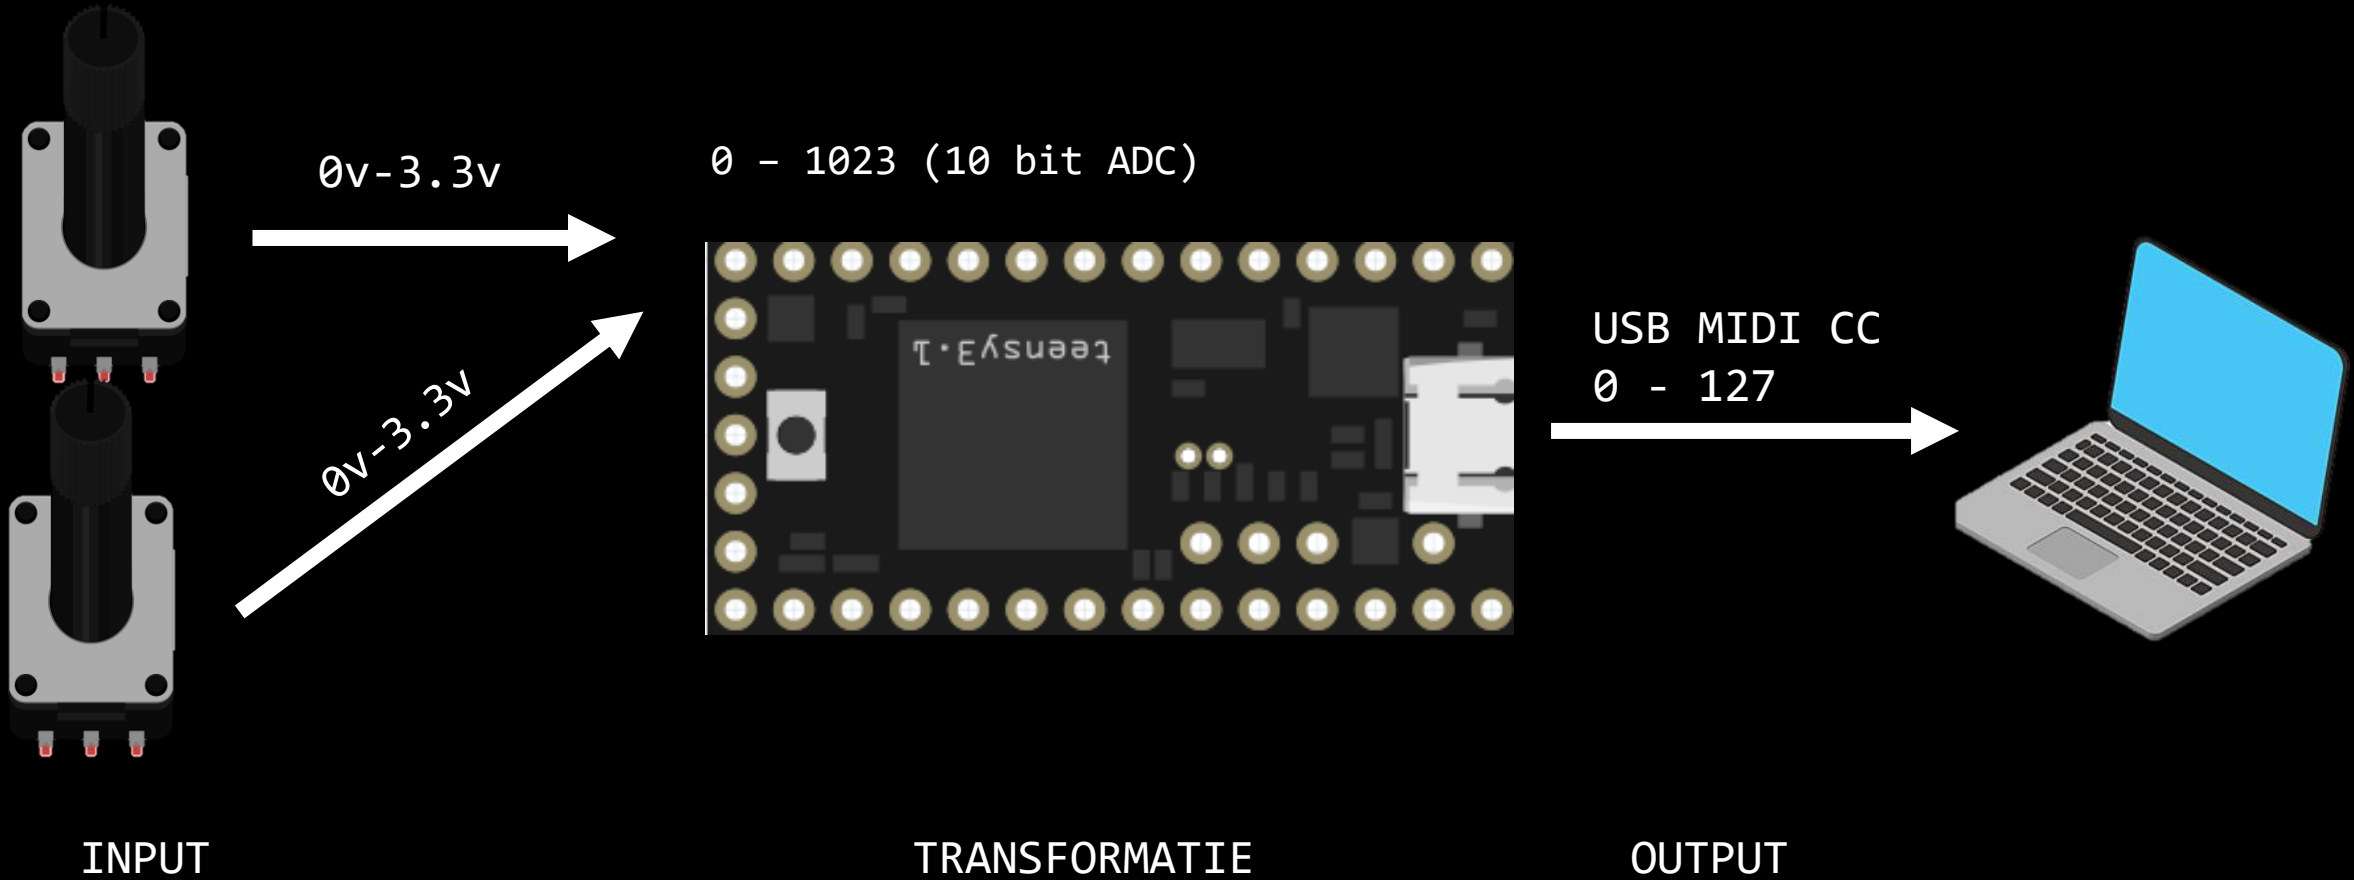 0v-3.3v
0 – 1023 (10 bit ADC)
0v-3.3v
teensy3.1
USB MIDI CC
0 - 127
INPUT
TRANSFORMATIE
OUTPUT